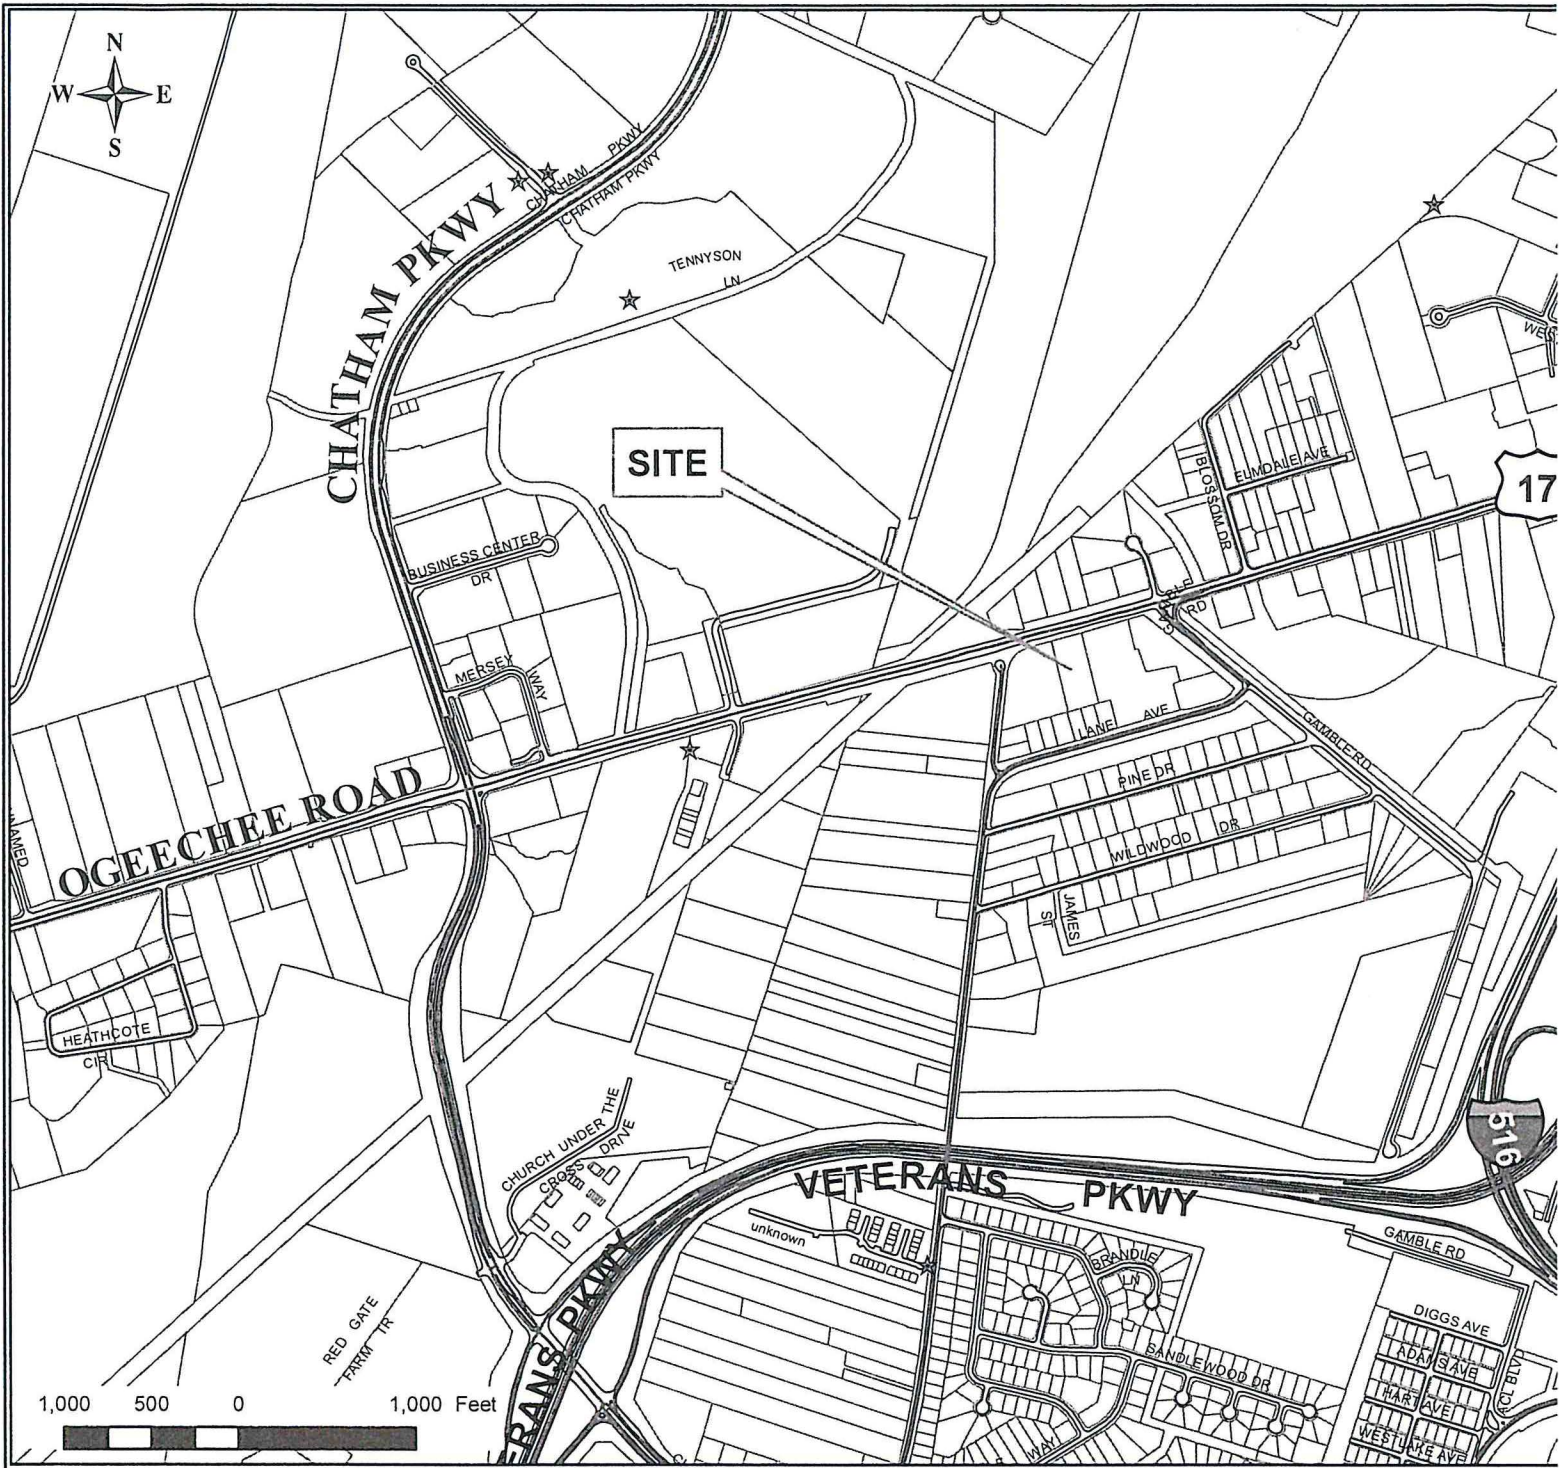 N
W E
S
CHATHAM PKWY
CHATHAM PKWY
CHATHAM PKWY
TENNYSON
LN
SITE
BLOSSOM DR
ELMDALE AVE
17
BUSINESS CENTER
DR
GAMBLE
RD
MERSEY
WAY
LANE AVE
GAMBLE RD
PINE DR
OGEECHEE ROAD
WILDWOOD DR
JAMES
ST
HEATHCOTE
CIR
CHURCH UNDER THE
CROSS DRIVE
516
VETERANS PKWY
unknown
BRANDLE
LN
GAMBLE RD
VETERANS PKWY
RED GATE
FARM TR
DIGGS AVE
ADAMS AVE
SANDLEWOOD DR
HART AVE
ACL BLVD
WESTLAKE AVE
WAY
1,000 500 0 1,000 Feet